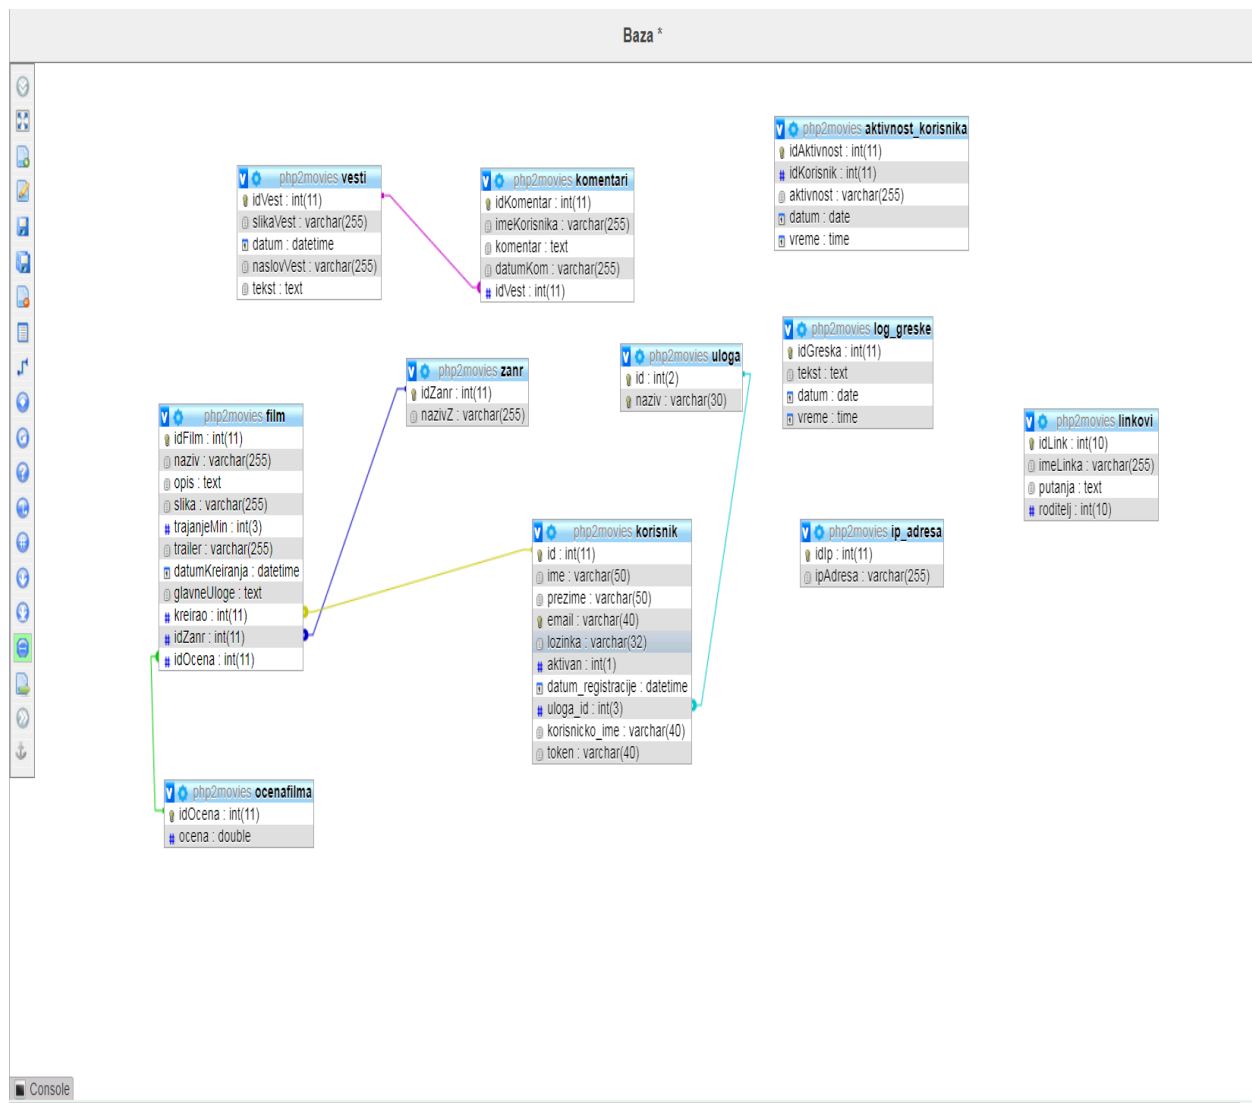 Baza *
php2movies vesti
idVest : int(11)
slikaVest : varchar(255)
datum : datetime
naslovVest : varchar(255)
tekst : text
php2movies komentari
idKomentar : int(11)
imeKorisnika : varchar(255)
komentar : text
datumKom : varchar(255)
idVest : int(11)
php2movies aktivnost_korisnika
idAktivnost : int(11)
idKorisnik : int(11)
aktivnost : varchar(255)
datum : date
vreme : time
php2movies log_greske
idGreska : int(11)
tekst : text
datum : date
vreme : time
php2movies uloga
id : int(2)
naziv : varchar(30)
php2movies zanr
idZanr : int(11)
nazivZ : varchar(255)
php2movies film
idFilm : int(11)
naziv : varchar(255)
opis : text
slika : varchar(255)
trajanjeMin : int(3)
trailer : varchar(255)
datumKreiranja : datetime
glavneUloge : text
kreirao : int(11)
idZanr : int(11)
idOcena : int(11)
php2movies linkovi
idLink : int(10)
imeLinka : varchar(255)
putanja : text
roditelj : int(10)
php2movies korisnik
id : int(11)
ime : varchar(50)
prezime : varchar(50)
email : varchar(40)
lozinka : varchar(32)
aktivan : int(1)
datum_registracije : datetime
uloga_id : int(3)
korisnicko_ime : varchar(40)
token : varchar(40)
php2movies ip_adresa
idIp : int(11)
ipAdresa : varchar(255)
php2movies ocenafilma
idOcena : int(11)
ocena : double
Console